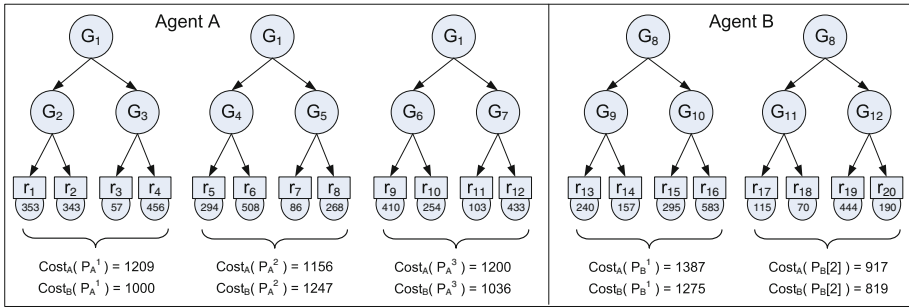 Agent A
Agent B
G1 G1 G1 G8 G8
G2 G3 G4 G5 G6 G7 G9 G10 G11 G12
r1 r2 r3 r4 r5 r6 r7 r8 r9 r10 r11 r12 r13 r14 r15 r16 r17 r18 r19 r20
353 343 57 456 294 508 86 268 410 254 103 433 240 157 295 583 115 70 444 190
CostA( PA1 ) = 1209 CostA( PA2 ) = 1156 CostA( PA3 ) = 1200 CostA( PB1 ) = 1387 CostA( PB[2] ) = 917
CostB( PA1 ) = 1000 CostB( PA2 ) = 1247 CostB( PA3 ) = 1036 CostB( PB1 ) = 1275 CostB( PB[2] ) = 819